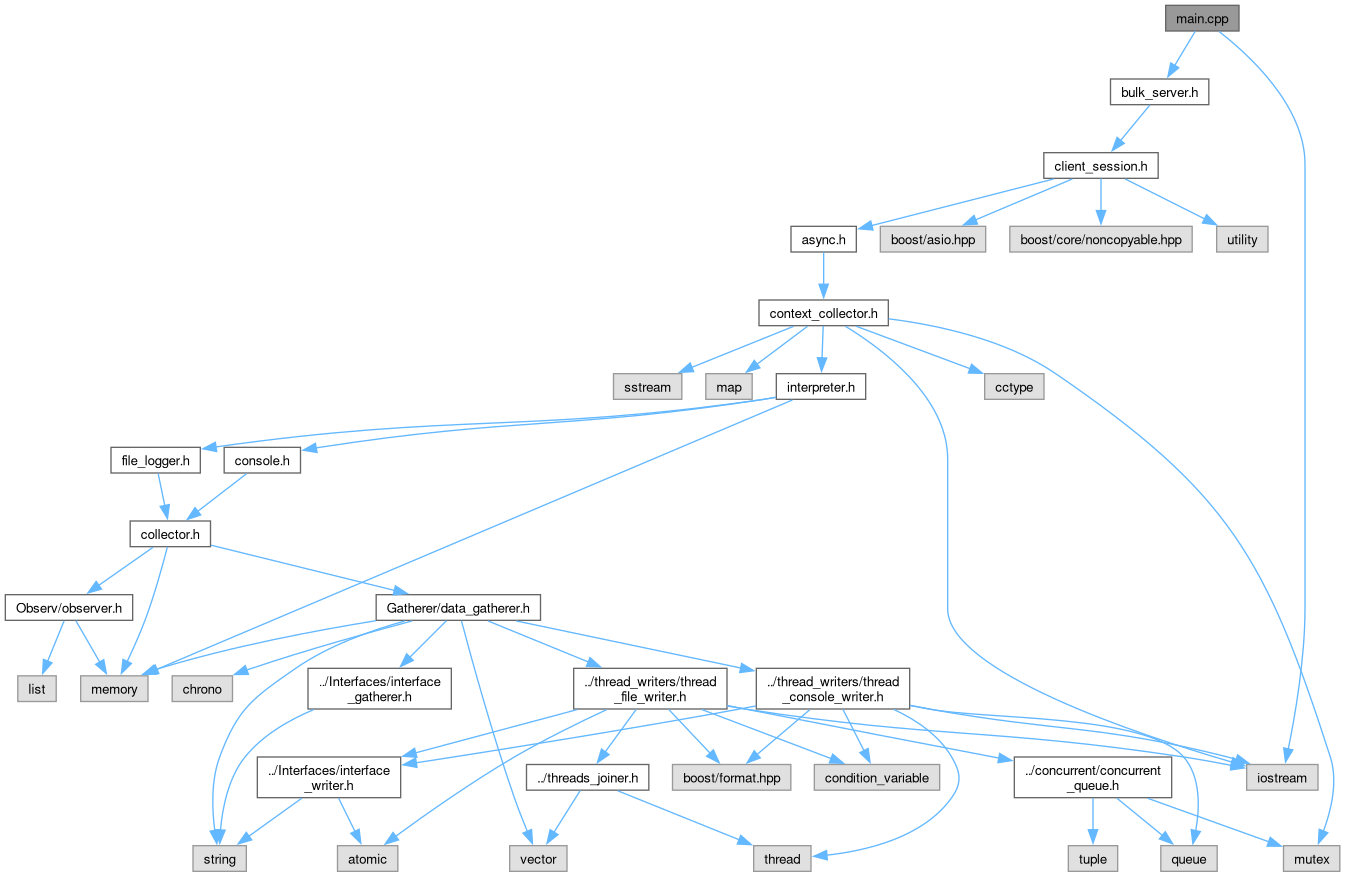 main.cpp
bulk_server.h
client_session.h
async.h
boost/asio.hpp
boost/core/noncopyable.hpp
utility
context_collector.h
sstream
map
interpreter.h
cctype
file_logger.h
console.h
collector.h
Observ/observer.h
Gatherer/data_gatherer.h
list
memory
chrono
../Interfaces/interface
_gatherer.h
../thread_writers/thread
_file_writer.h
../thread_writers/thread
_console_writer.h
../Interfaces/interface
_writer.h
../threads_joiner.h
boost/format.hpp
condition_variable
../concurrent/concurrent
_queue.h
iostream
string
atomic
vector
thread
tuple
queue
mutex